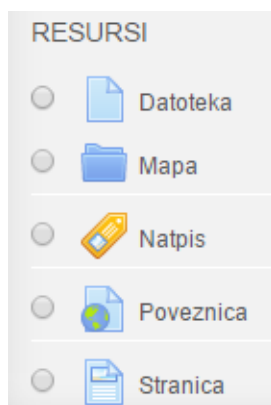 RESURSI
Datoteka
Mapa
Natpis
Poveznica
Stranica